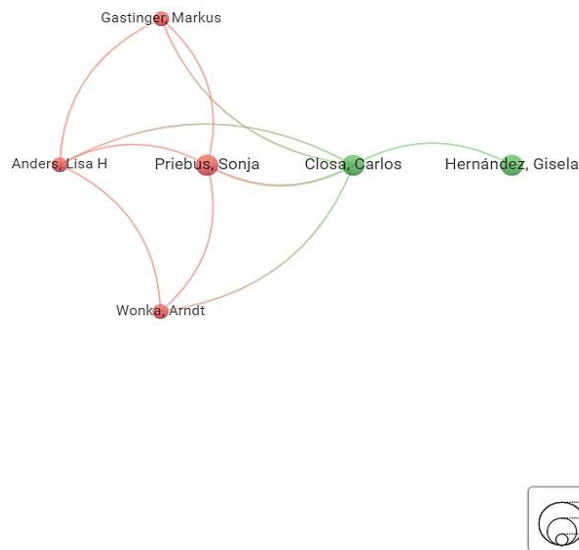 Gastinger, Markus
Anders, Lisa H
Priebus, Sonja
Closa, Carlos
Hernández, Gisela
Wonka, Arndt